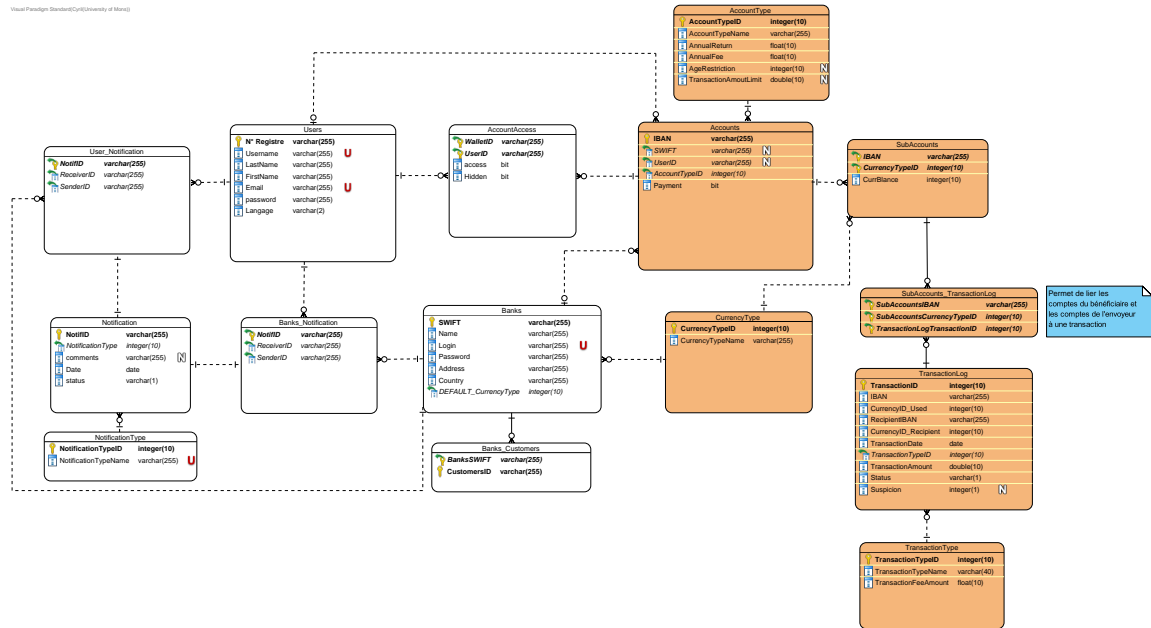 Visual Paradigm Standard(Cyril(University of Mons))
AccountType
AccountTypeID integer(10)
AccountTypeName varchar(255)
AnnualReturn float(10)
AnnualFee float(10)
AgeRestriction integer(10) N
TransactionAmoutLimit double(10) N
Users
N° Registre varchar(255)
Username varchar(255) U
LastName varchar(255)
FirstName varchar(255)
Email varchar(255) U
password varchar(255)
Langage varchar(2)
AccountAccess
WalletID varchar(255)
UserID varchar(255)
access bit
Hidden bit
Accounts
IBAN varchar(255)
SWIFT varchar(255) N
UserID varchar(255) N
AccountTypeID integer(10)
Payment bit
SubAccounts
IBAN varchar(255)
CurrencyTypeID integer(10)
CurrBlance integer(10)
User_Notification
NotifID varchar(255)
ReceiverID varchar(255)
SenderID varchar(255)
SubAccounts_TransactionLog
SubAccountsIBAN varchar(255)
SubAccountsCurrencyTypeID integer(10)
TransactionLogTransactionID integer(10)
Permet de lier les
comptes du bénéficiaire et
les comptes de l'envoyeur
à une transaction
Notification
NotifID varchar(255)
NotificationType integer(10)
comments varchar(255) N
Date date
status varchar(1)
Banks_Notification
NotifID varchar(255)
ReceiverID varchar(255)
SenderID varchar(255)
Banks
SWIFT varchar(255)
Name varchar(255)
Login varchar(255) U
Password varchar(255)
Address varchar(255)
Country varchar(255)
DEFAULT_CurrencyType integer(10)
CurrencyType
CurrencyTypeID integer(10)
CurrencyTypeName varchar(255)
TransactionLog
TransactionID integer(10)
IBAN varchar(255)
CurrencyID_Used integer(10)
RecipientIBAN varchar(255)
CurrencyID_Recipient integer(10)
TransactionDate date
TransactionTypeID integer(10)
TransactionAmount double(10)
Status varchar(1)
Suspicion integer(1) N
NotificationType
NotificationTypeID integer(10)
NotificationTypeName varchar(255) U
Banks_Customers
BanksSWIFT varchar(255)
CustomersID varchar(255)
TransactionType
TransactionTypeID integer(10)
TransactionTypeName varchar(40)
TransactionFeeAmount float(10)